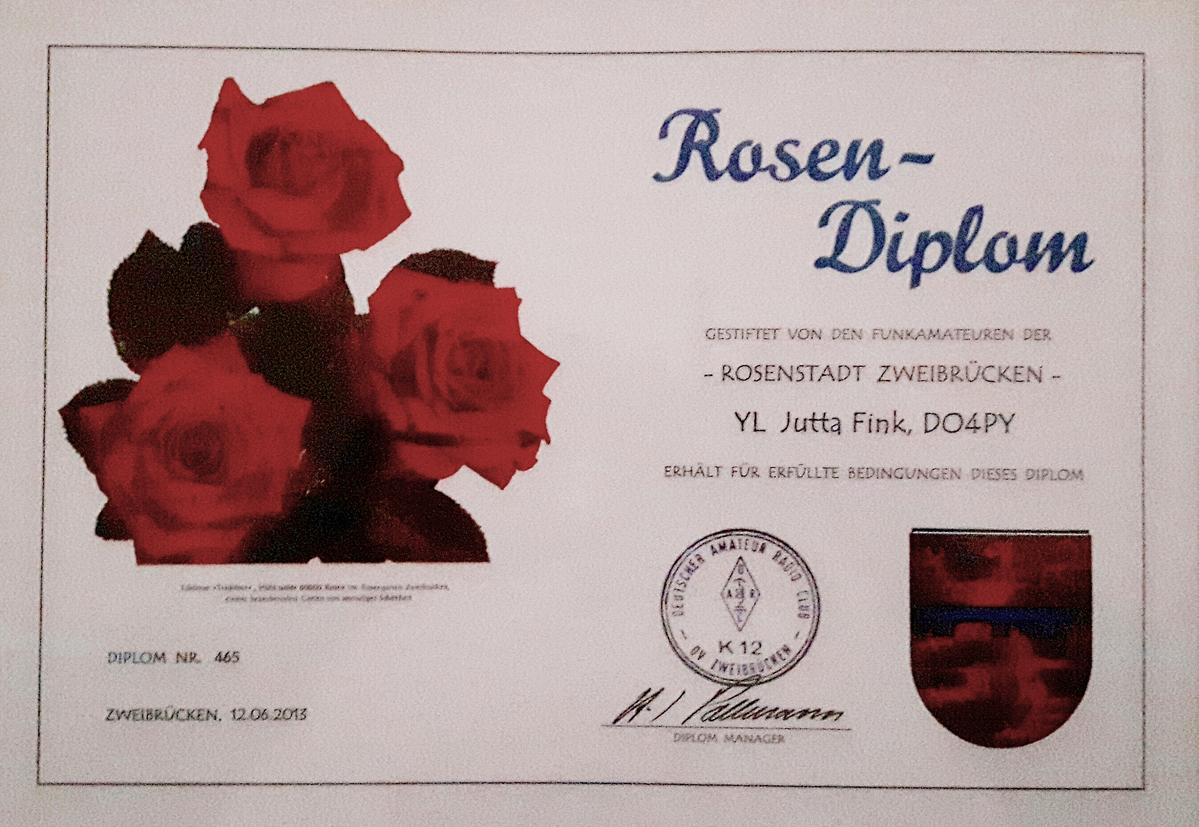 Rosen-
Diplom
GESTIFTET VON DEN FUNKAMATEUREN DER
- ROSENSTADT ZWEIBRÜCKEN -
YL Jutta Fink, DO4PY
ERHÄLT FÜR ERFÜLLTE BEDINGUNGEN DIESES DIPLOM
DEUTSCHER AMATEUR RADIO CLUB
D
A R
C
K 12
- OV ZWEIBRÜCKEN -
DIPLOM MANAGER
DIPLOM NR. 465
ZWEIBRÜCKEN, 12.06.2013